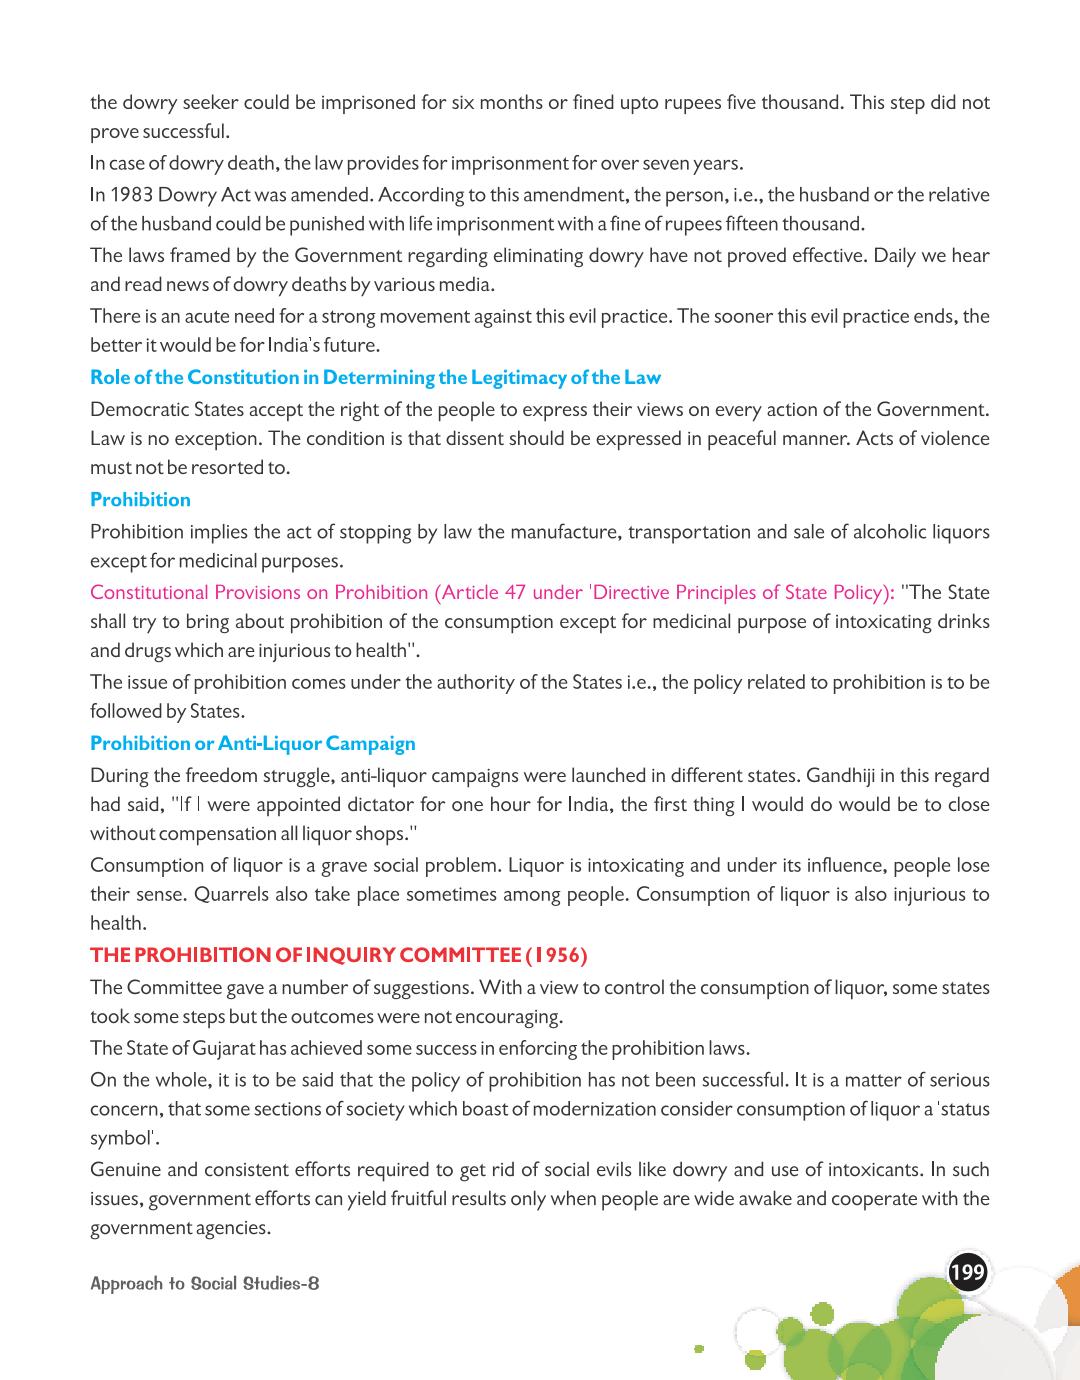 the dowry seeker could be imprisoned for six months or fined upto rupees five thousand. This step did not
prove successful.
In case of dowry death, the law provides for imprisonment for over seven years.
In 1983 Dowry Act was amended. According to this amendment, the person, i.e., the husband or the relative
of the husband could be punished with life imprisonment with a fine of rupees fifteen thousand.
The laws framed by the Government regarding eliminating dowry have not proved effective. Daily we hear
and read news of dowry deaths by various media.
There is an acute need for a strong movement against this evil practice. The sooner this evil practice ends, the
better it would be for India's future.
Role of the Constitution in Determining the Legitimacy of the Law
Democratic States accept the right of the people to express their views on every action of the Government.
Law is no exception. The condition is that dissent should be expressed in peaceful manner. Acts of violence
must not be resorted to.
Prohibition
Prohibition implies the act of stopping by law the manufacture, transportation and sale of alcoholic liquors
except for medicinal purposes.
Constitutional Provisions on Prohibition (Article 47 under 'Directive Principles of State Policy): "The State
shall try to bring about prohibition of the consumption except for medicinal purpose of intoxicating drinks
and drugs which are injurious to health".
The issue of prohibition comes under the authority of the States i.e., the policy related to prohibition is to be
followed by States.
Prohibition or Anti-Liquor Campaign
During the freedom struggle, anti-liquor campaigns were launched in different states. Gandhiji in this regard
had said, "If I were appointed dictator for one hour for India, the first thing I would do would be to close
without compensation all liquor shops."
Consumption of liquor is a grave social problem. Liquor is intoxicating and under its influence, people lose
their sense. Quarrels also take place sometimes among people. Consumption of liquor is also injurious to
health.
THE PROHIBITION OF INQUIRY COMMITTEE (1956)
The Committee gave a number of suggestions. With a view to control the consumption of liquor, some states
took some steps but the outcomes were not encouraging.
The State of Gujarat has achieved some success in enforcing the prohibition laws.
On the whole, it is to be said that the policy of prohibition has not been successful. It is a matter of serious
concern, that some sections of society which boast of modernization consider consumption of liquor a 'status
symbol'.
Genuine and consistent efforts required to get rid of social evils like dowry and use of intoxicants. In such
issues, government efforts can yield fruitful results only when people are wide awake and cooperate with the
government agencies.
Approach to Social Studies-8
199